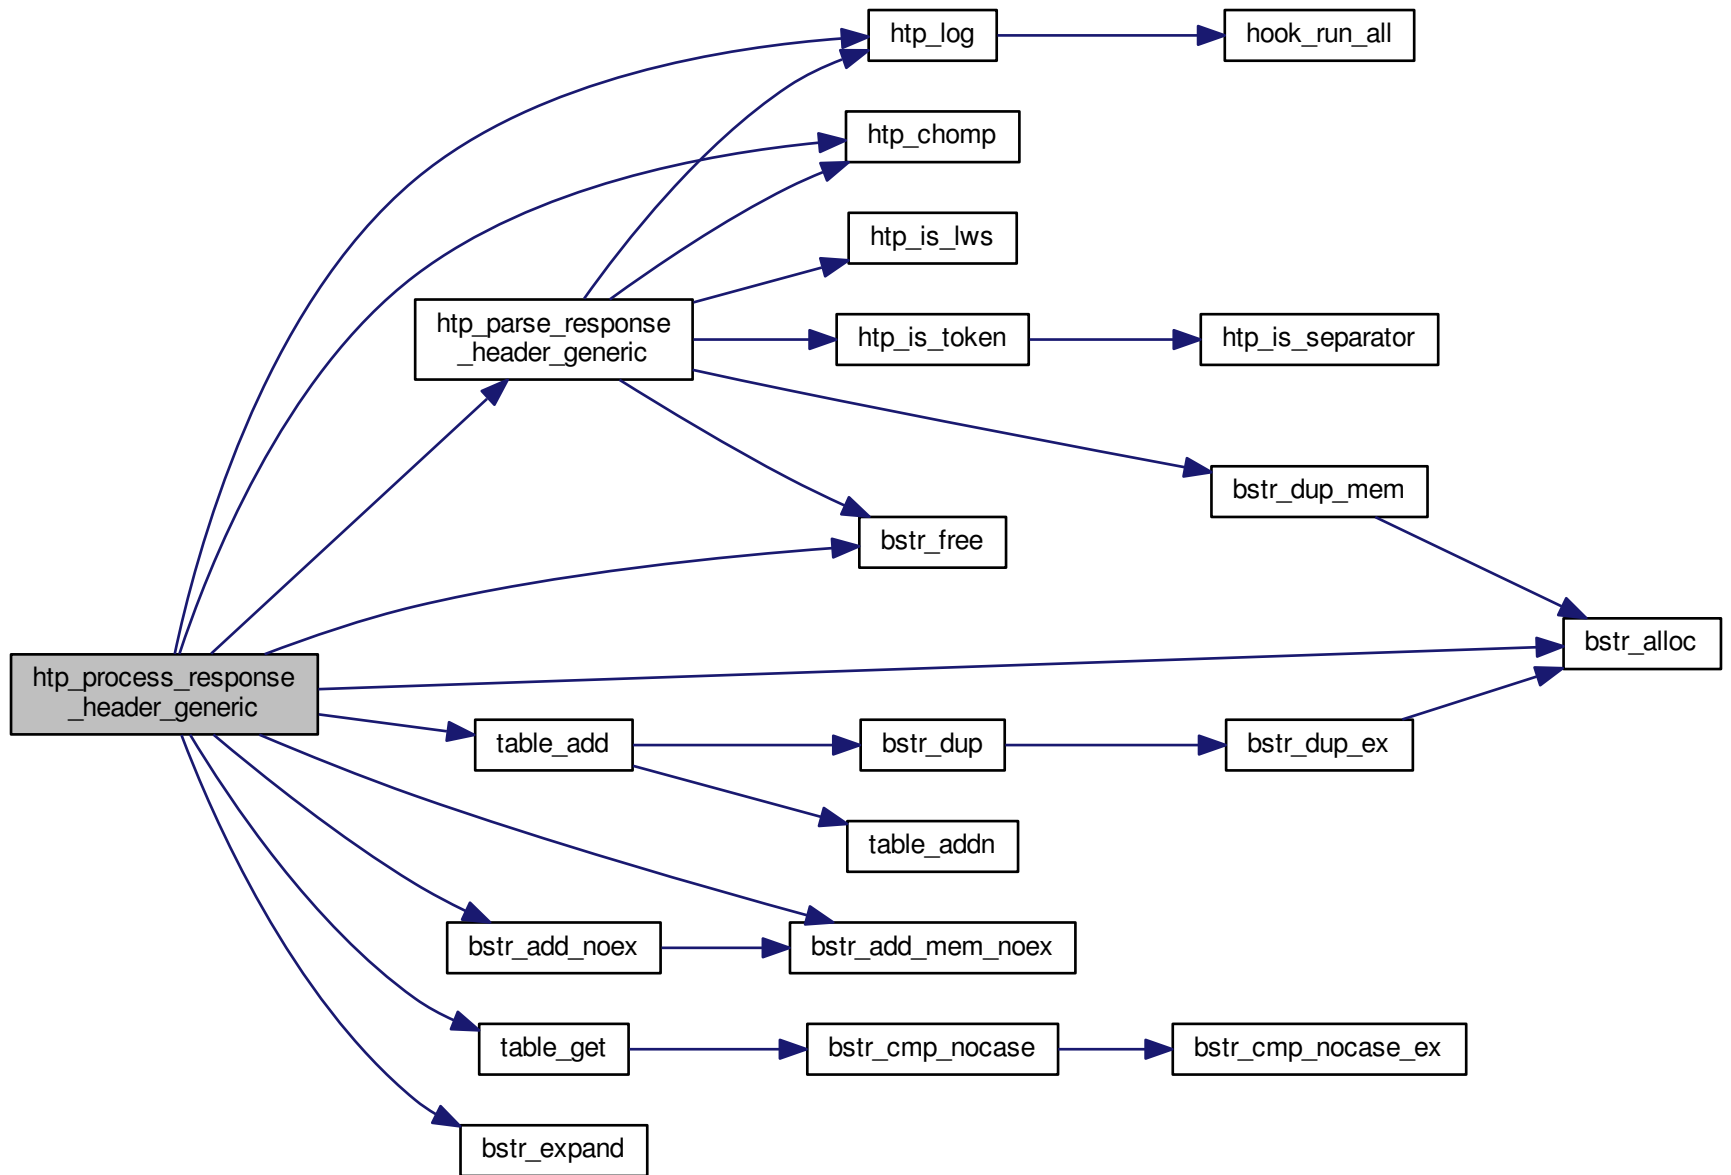 htp_log
hook_run_all
htp_chomp
htp_is_lws
htp_parse_response
_header_generic
htp_is_token
htp_is_separator
bstr_dup_mem
bstr_free
bstr_alloc
htp_process_response
_header_generic
table_add
bstr_dup
bstr_dup_ex
table_addn
bstr_add_noex
bstr_add_mem_noex
table_get
bstr_cmp_nocase
bstr_cmp_nocase_ex
bstr_expand